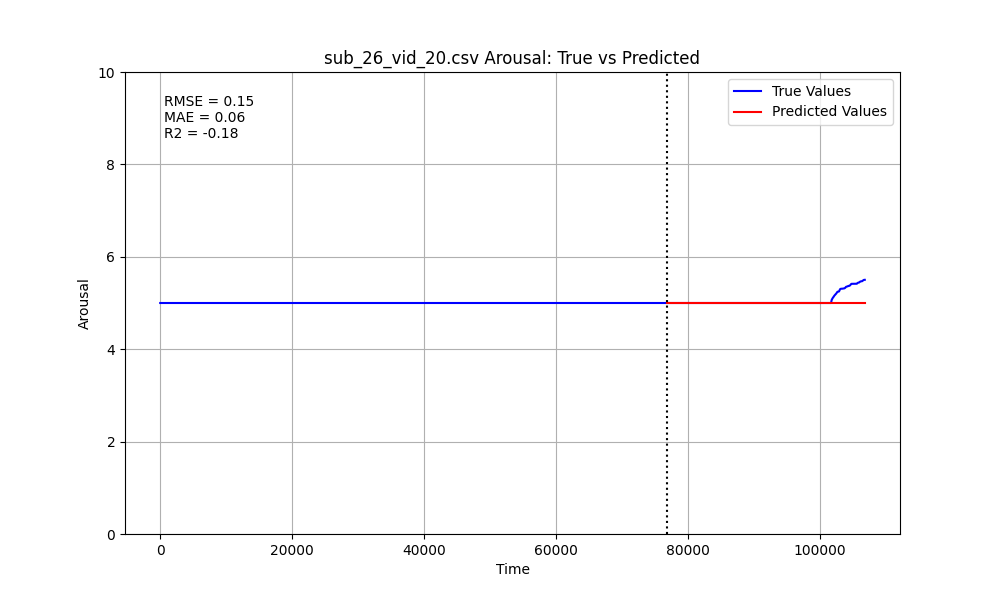 sub_26_vid_20.csv Arousal: True vs Predicted
RMSE = 0.15
MAE = 0.06
R2 = -0.18
True Values
Predicted Values
10
8
6
4
2
0
Arousal
0 20000 40000 60000 80000 100000
Time